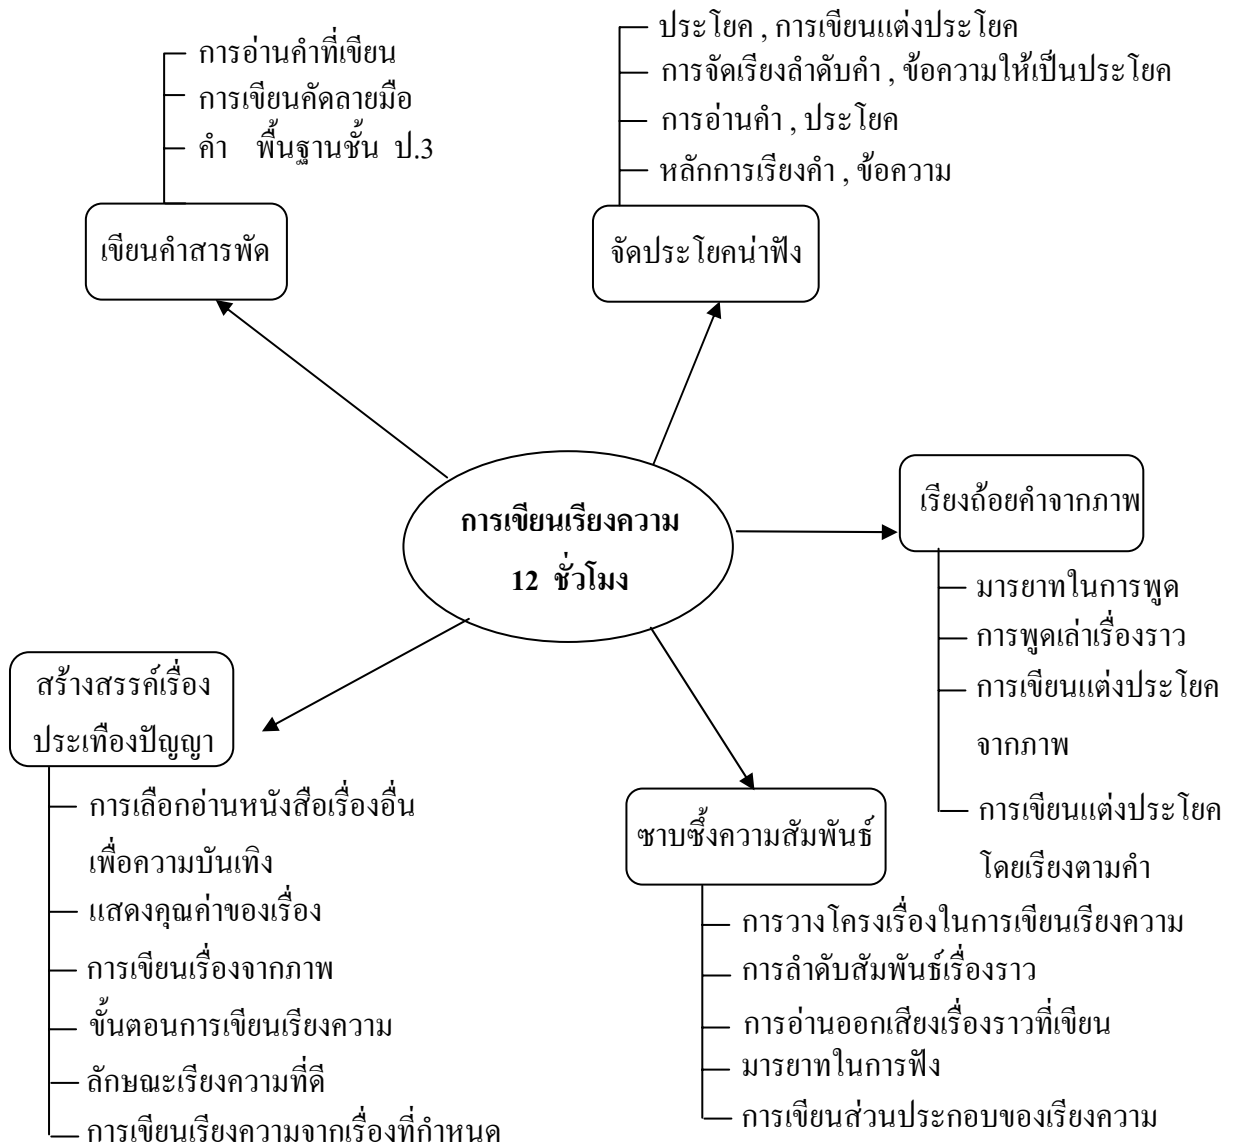 การอ่านคำที่เขียน
การเขียนคัดลายมือ
คำ พื้นฐานชั้น ป.3
เขียนคำสารพัด
ประโยค , การเขียนแต่งประโยค
การจัดเรียงลำดับคำ , ข้อความให้เป็นประโยค
การอ่านคำ , ประโยค
หลักการเรียงคำ , ข้อความ
จัดประโยคน่าฟัง
การเขียนเรียงความ
12 ชั่วโมง
เรียงถ้อยคำจากภาพ
มารยาทในการพูด
การพูดเล่าเรื่องราว
การเขียนแต่งประโยค
จากภาพ
การเขียนแต่งประโยค
โดยเรียงตามคำ
สร้างสรรค์เรื่อง
ประเทืองปัญญา
การเลือกอ่านหนังสือเรื่องอื่น
เพื่อความบันเทิง
แสดงคุณค่าของเรื่อง
การเขียนเรื่องจากภาพ
ขั้นตอนการเขียนเรียงความ
ลักษณะเรียงความที่ดี
การเขียนเรียงความจากเรื่องที่กำหนด
ซาบซึ้งความสัมพันธ์
การวางโครงเรื่องในการเขียนเรียงความ
การลำดับสัมพันธ์เรื่องราว
การอ่านออกเสียงเรื่องราวที่เขียน
มารยาทในการฟัง
การเขียนส่วนประกอบของเรียงความ